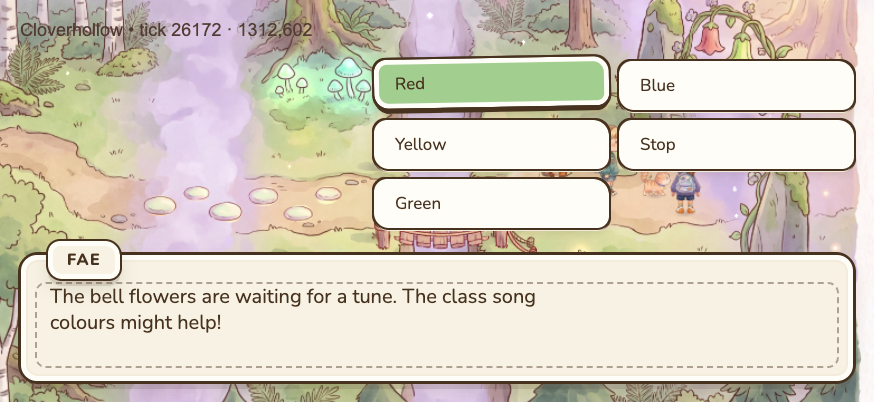 Cloverhollow • tick 26172 · 1312,602
Red
Blue
Yellow
Stop
Green
FAE
The bell flowers are waiting for a tune. The class song
colours might help!